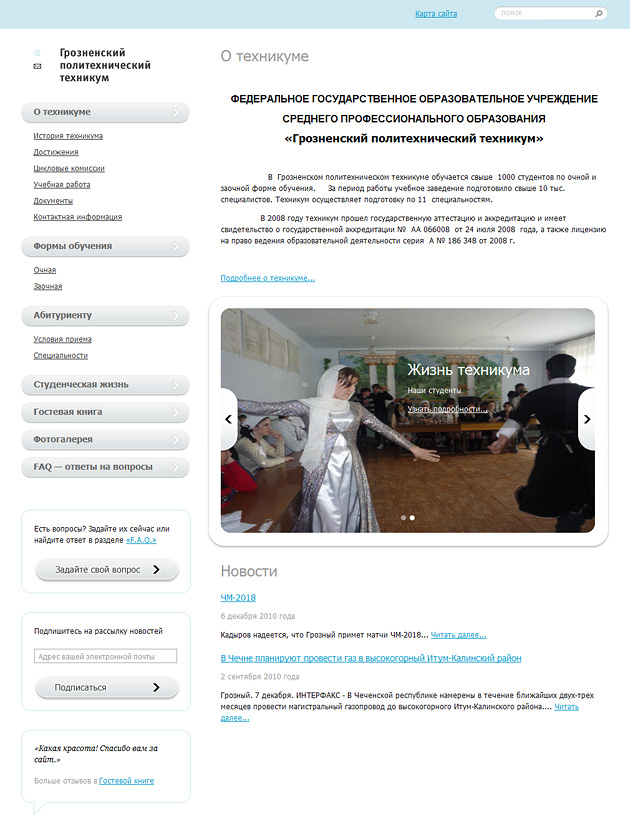 Карта сайта
поиск
Грозненский
политехнический
техникум
О техникуме
История техникума
Достижения
Цикловые комиссии
Учебная работа
Документы
Контактная информация
Формы обучения
Очная
Заочная
Абитуриенту
Условия приема
Специальности
Студенческая жизнь
Гостевая книга
Фотогалерея
FAQ — ответы на вопросы
Есть вопросы? Задайте их сейчас или
найдите ответ в разделе «F.A.Q.»
Задайте свой вопрос
Подпишитесь на рассылку новостей
Адрес вашей электронной почты
Подписаться
«Какая красота! Спасибо вам за
сайт.»
Больше отзывов в Гостевой книге
О техникуме
ФЕДЕРАЛЬНОЕ ГОСУДАРСТВЕННОЕ ОБРАЗОВАТЕЛЬНОЕ УЧРЕЖДЕНИЕ
СРЕДНЕГО ПРОФЕССИОНАЛЬНОГО ОБРАЗОВАНИЯ
«Грозненский политехнический техникум»
В Грозненском политехническом техникуме обучается свыше 1000 студентов по очной и
заочной форме обучения. За период работы учебное заведение подготовило свыше 10 тыс.
специалистов. Техникум осуществляет подготовку по 11 специальностям.
В 2008 году техникум прошел государственную аттестацию и аккредитацию и имеет
свидетельство о государственной аккредитации № АА 066008 от 24 июля 2008 года, а также лицензию
на право ведения образовательной деятельности серия А № 186 348 от 2008 г.
Подробнее о техникуме...
Жизнь техникума
Наши студенты
Узнать подробности...
Новости
ЧМ-2018
6 декабря 2010 года
Кадыров надеется, что Грозный примет матчи ЧМ-2018... Читать далее...
В Чечне планируют провести газ в высокогорный Итум-Калинский район
2 сентября 2010 года
Грозный. 7 декабря. ИНТЕРФАКС - В Чеченской республике намерены в течение ближайших двух-трех
месяцев провести магистральный газопровод до высокогорного Итум-Калинского района.... Читать
далее...